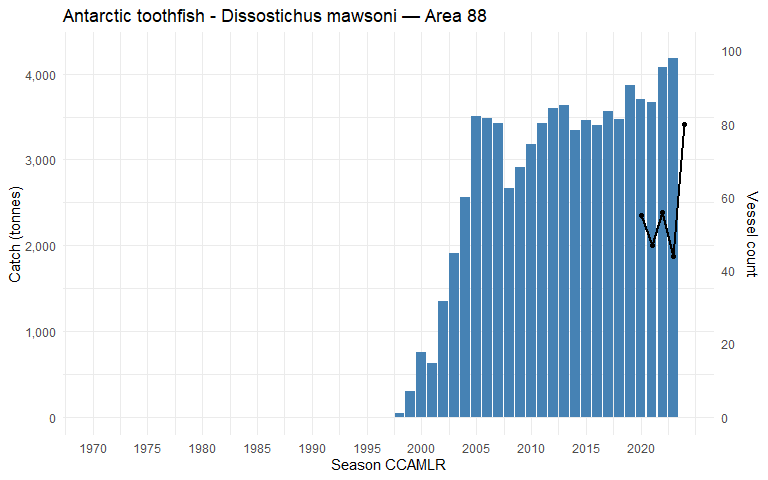 Antarctic toothfish - Dissostichus mawsoni — Area 88
Catch (tonnes)
4,000
3,000
2,000
1,000
0
100
80
60
40
20
0
Vessel count
1970 1975 1980 1985 1990 1995 2000 2005 2010 2015 2020
Season CCAMLR